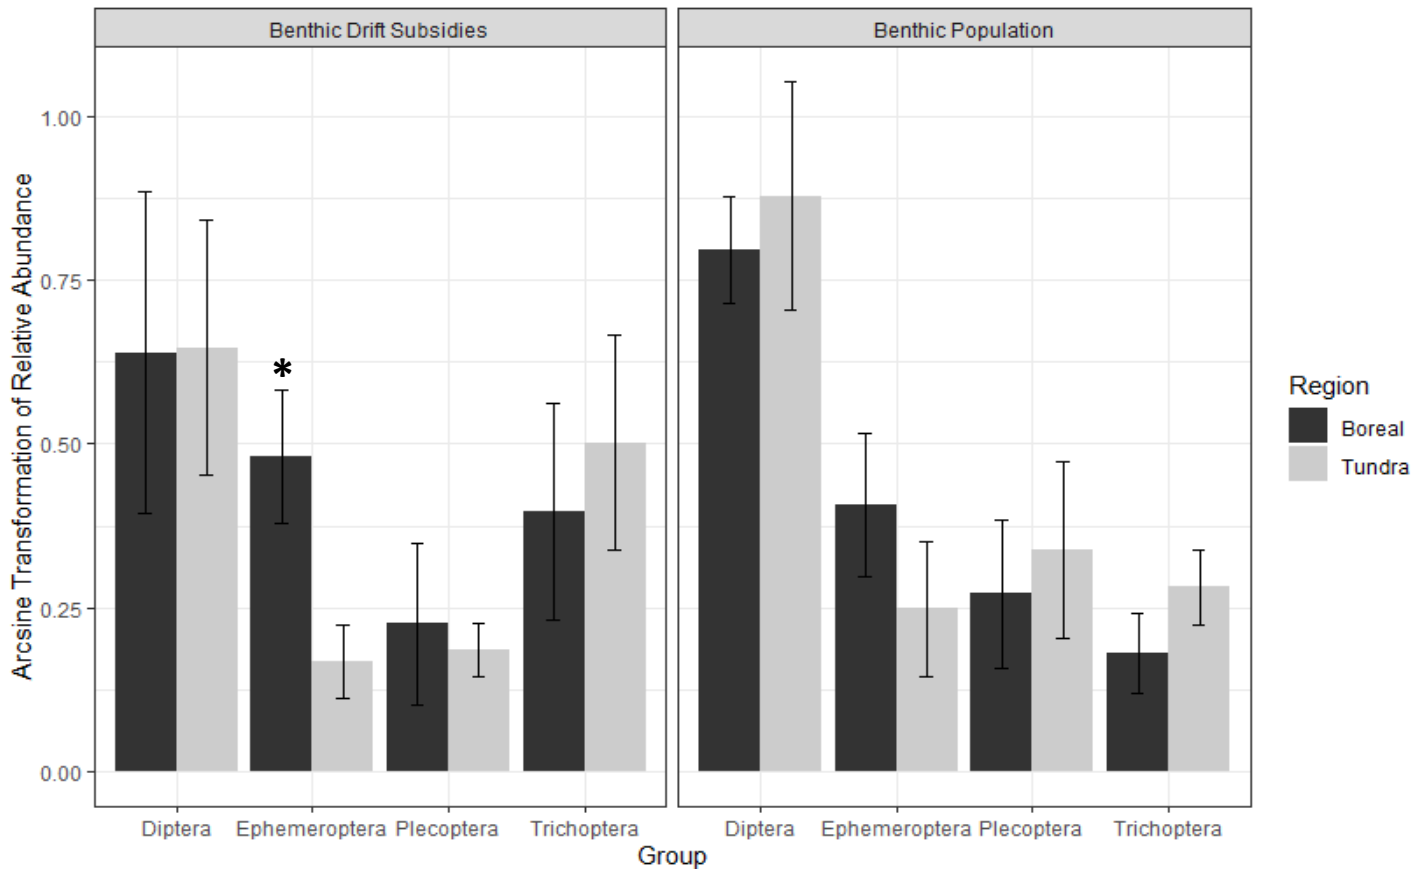 Benthic Drift Subsidies
Benthic Population
Arcsine Transformation of Relative Abundance
1.00
0.75
0.50
0.25
0.00
*
Diptera Ephemeroptera Plecoptera Trichoptera
Diptera Ephemeroptera Plecoptera Trichoptera
Group
Region
Boreal
Tundra